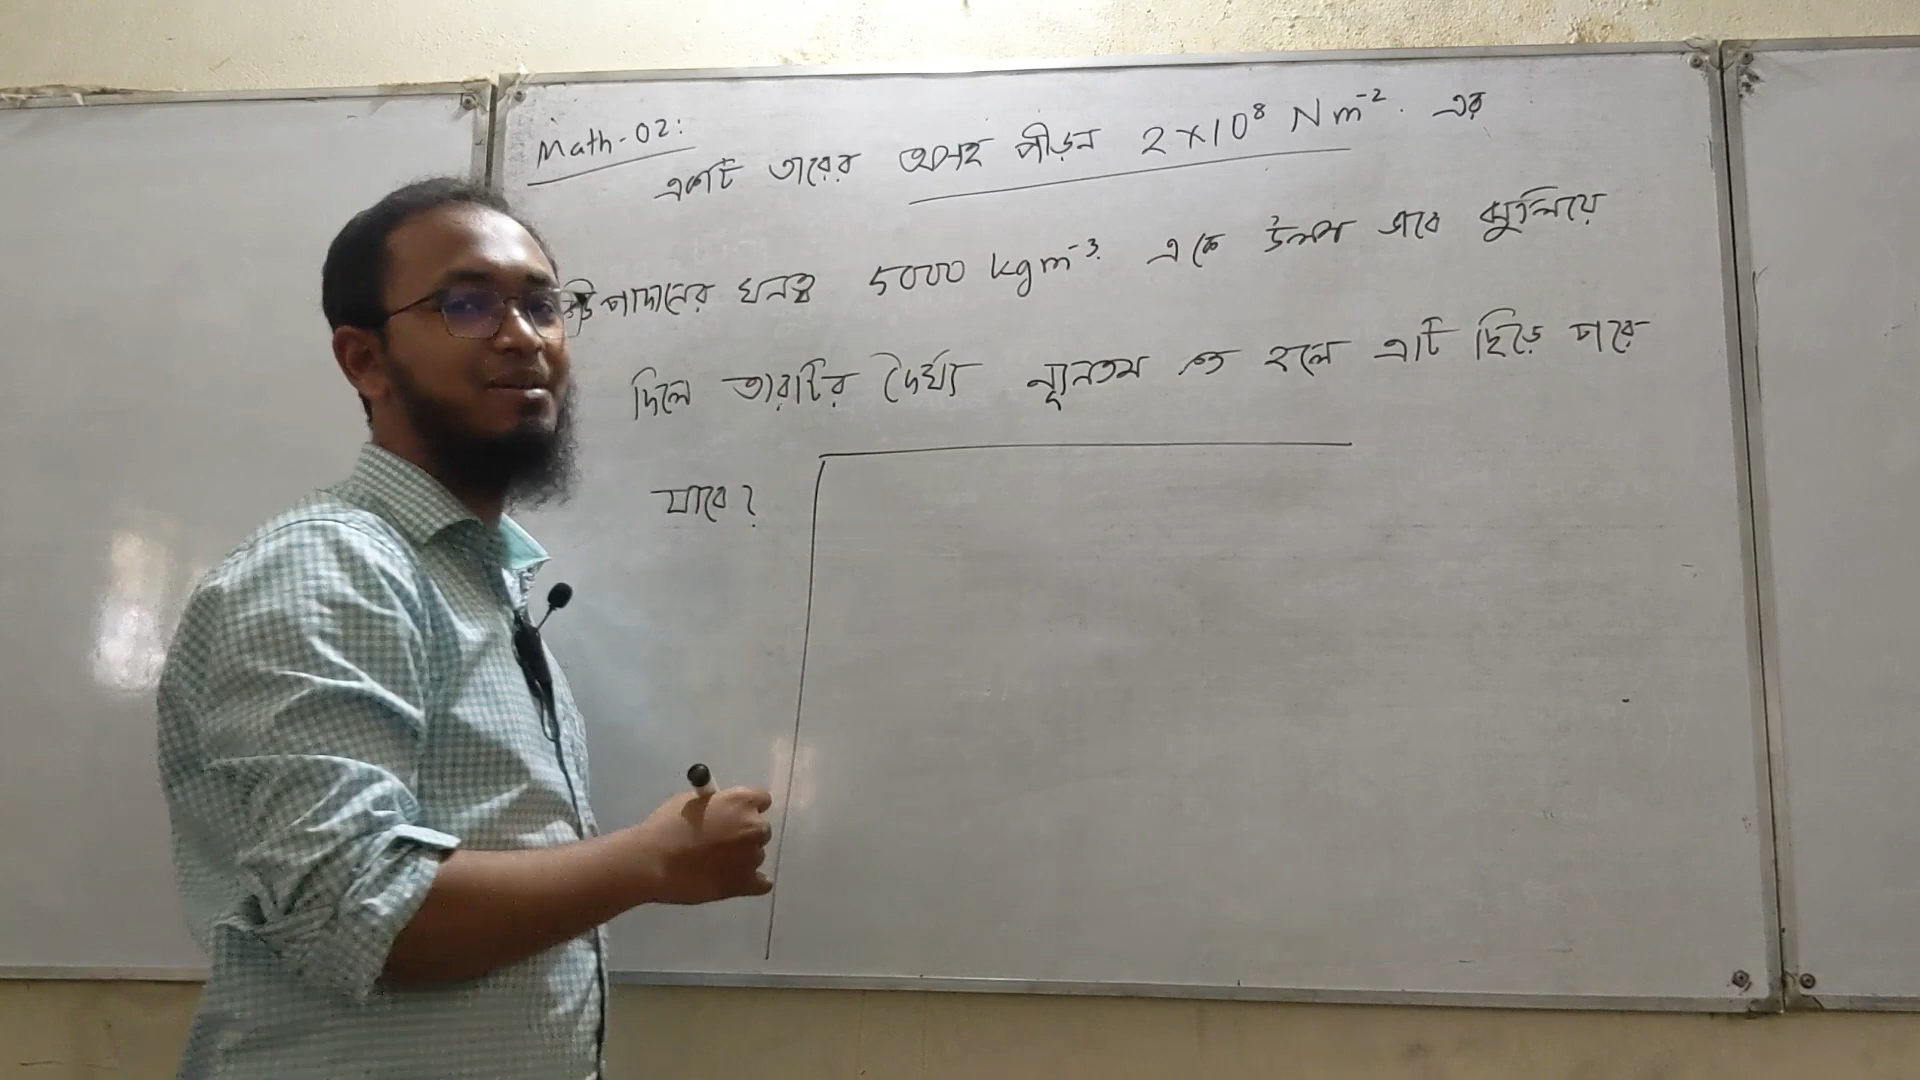 Math-02:
একটি তারের অসহ পীড়ন 2×10⁸ Nm⁻². এর
উপাদানের ঘনত্ব 5000 kgm⁻³. একে উলম্ব ভাবে ঝুলিয়ে
দিলে তারটির দৈর্ঘ্য ন্যূনতম কত হলে এটি ছিড়ে পরে
যাবে?